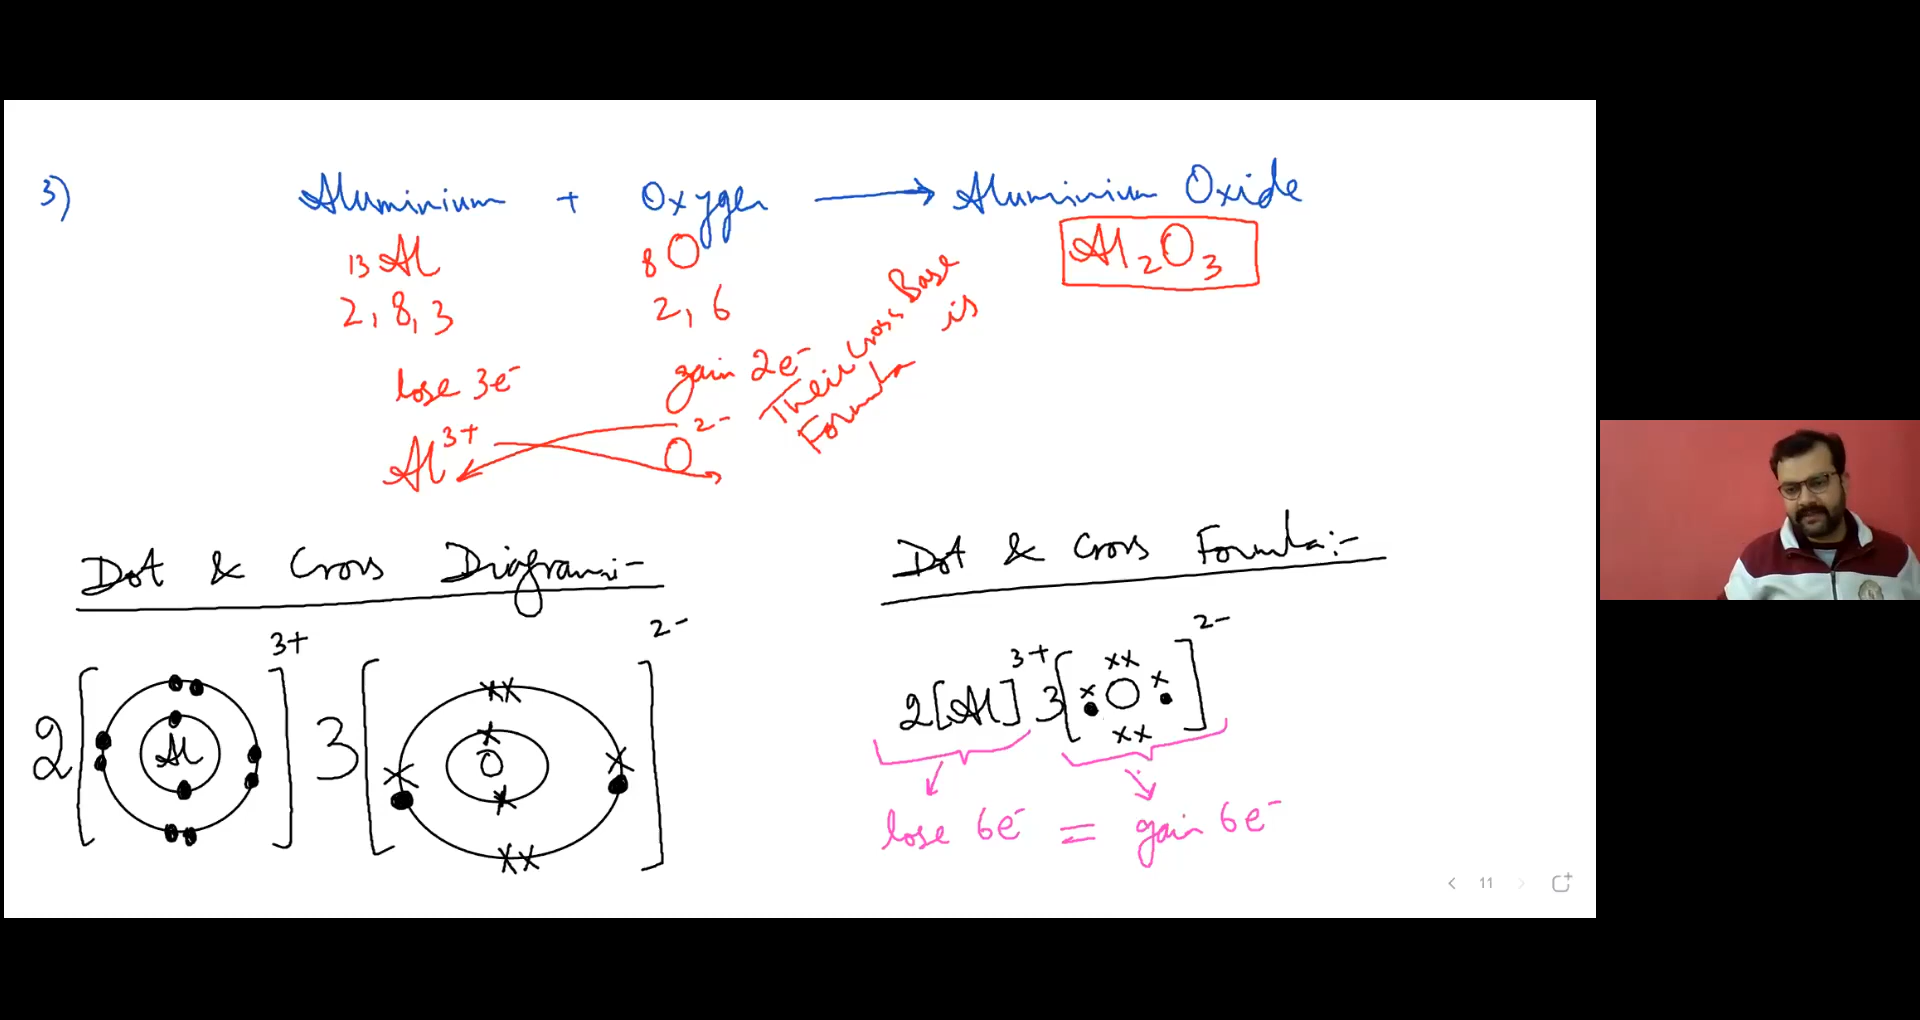 3) Aluminium + Oxygen → Aluminium Oxide
13Al 8O Al2O3
2, 8, 3 2, 6
lose 3e⁻ gain 2e⁻
Al³⁺ O²⁻
Their Cross Base
Formula is
Dot & Cross Diagram:-
2[Al]³⁺ 3[O]²⁻
Dot & Cross Formula:-
2[Al]³⁺ 3[O]²⁻
lose 6e⁻ = gain 6e⁻
11